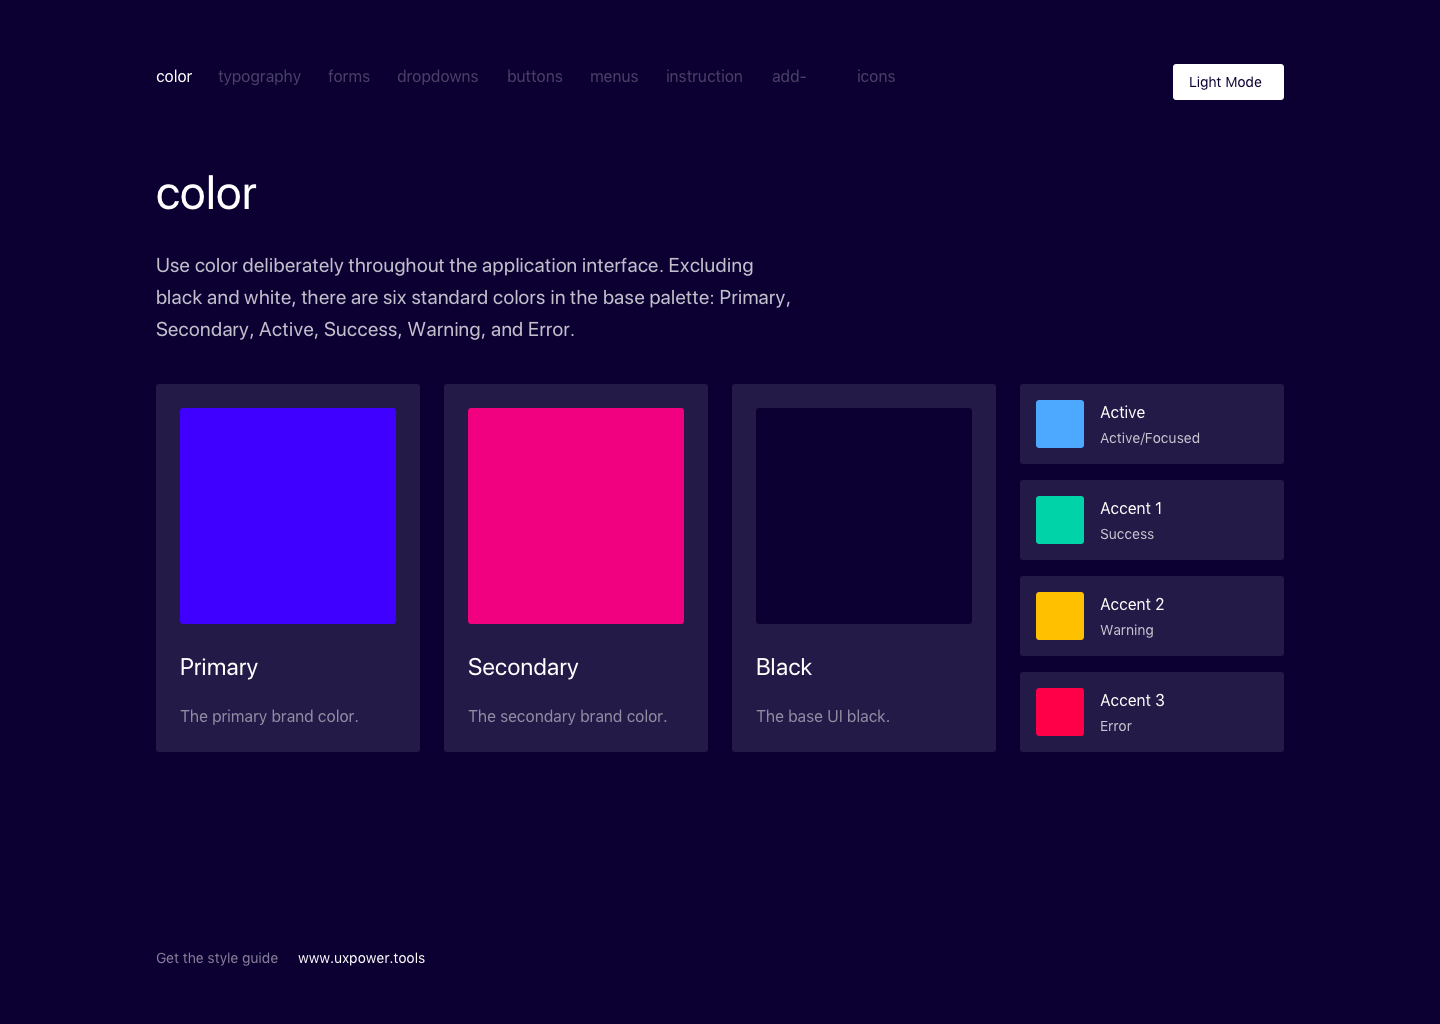 color typography forms dropdowns buttons menus instruction add- icons
Light Mode
color
Use color deliberately throughout the application interface. Excluding
black and white, there are six standard colors in the base palette: Primary,
Secondary, Active, Success, Warning, and Error.
Primary
The primary brand color.
Secondary
The secondary brand color.
Black
The base UI black.
Active
Active/Focused
Accent 1
Success
Accent 2
Warning
Accent 3
Error
Get the style guide www.uxpower.tools